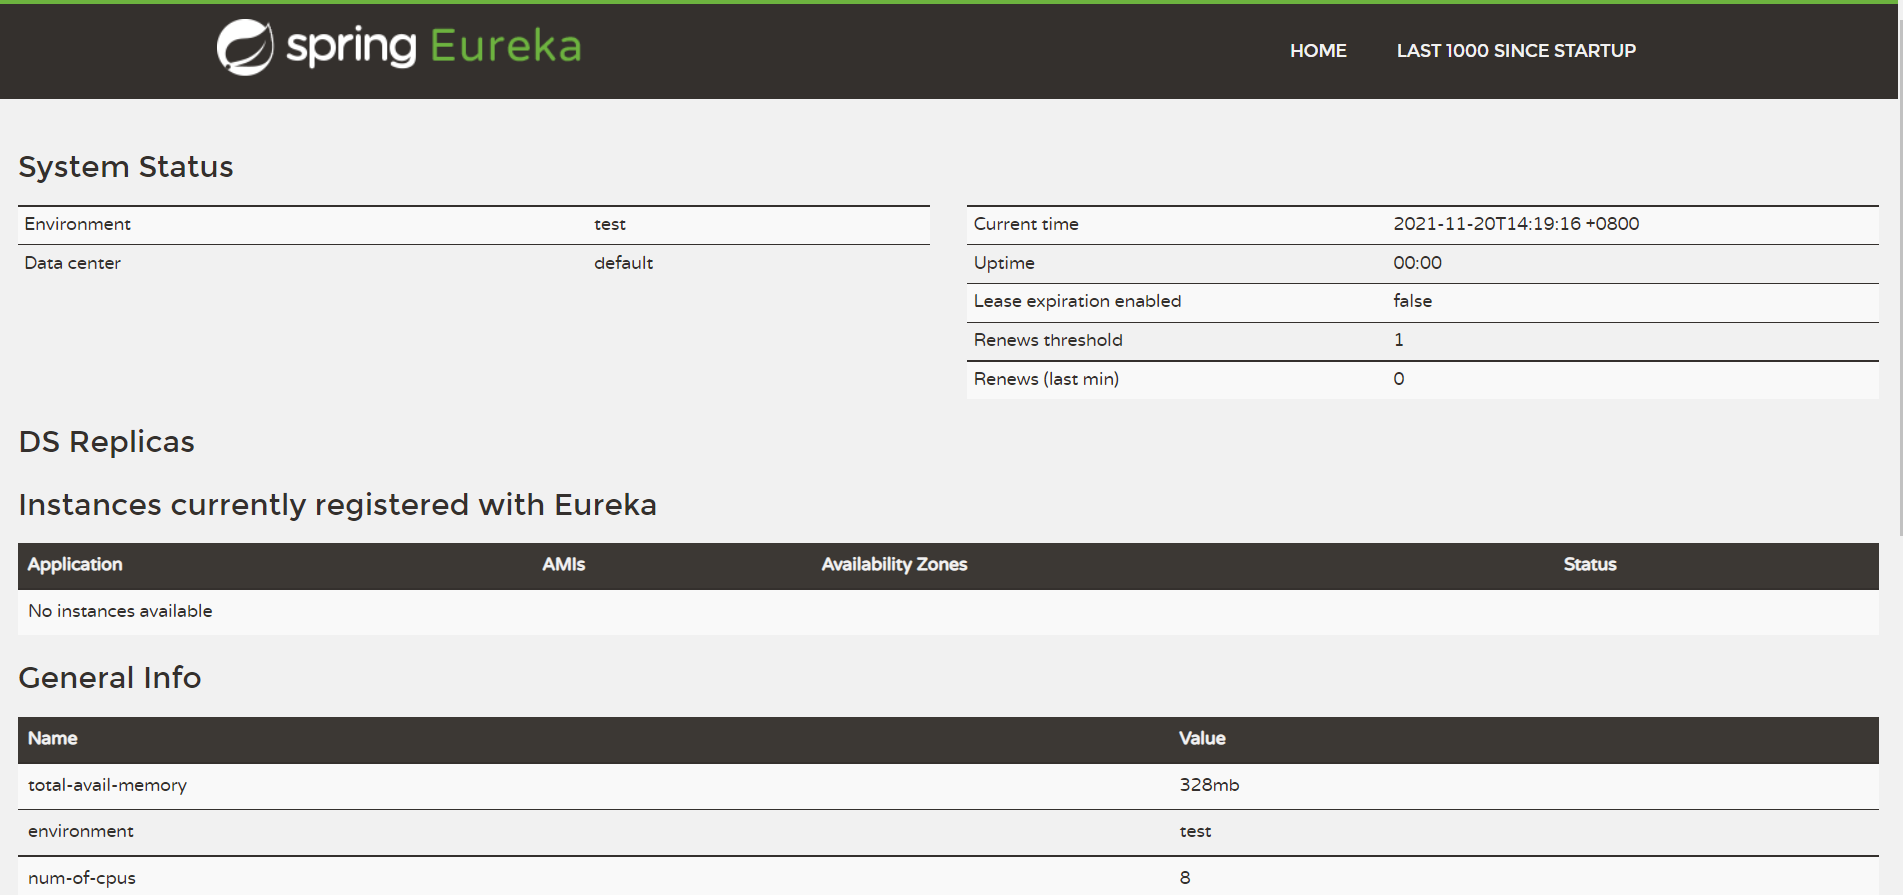 spring Eureka
HOME LAST 1000 SINCE STARTUP
System Status
Environment test
Data center default
Current time 2021-11-20T14:19:16 +0800
Uptime 00:00
Lease expiration enabled false
Renews threshold 1
Renews (last min) 0
DS Replicas
Instances currently registered with Eureka
Application AMIs Availability Zones Status
No instances available
General Info
Name Value
total-avail-memory 328mb
environment test
num-of-cpus 8